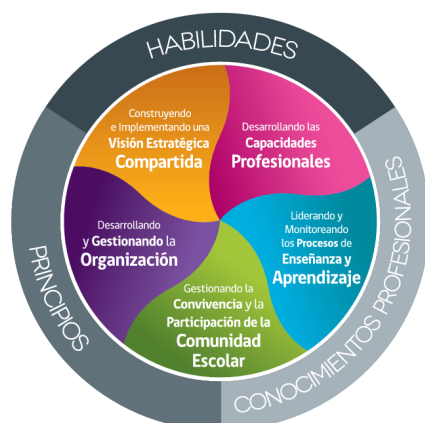 HABILIDADES
Construyendo
e Implementando una
Visión Estratégica
Compartida
Desarrollando las
Capacidades
Profesionales
Desarrollando
y Gestionando la
Organización
Liderando y
Monitoreando
los Procesos de
Enseñanza y
Aprendizaje
Gestionando la
Convivencia y la
Participación de la
Comunidad
Escolar
PRINCIPIOS
CONOCIMIENTOS PROFESIONALES